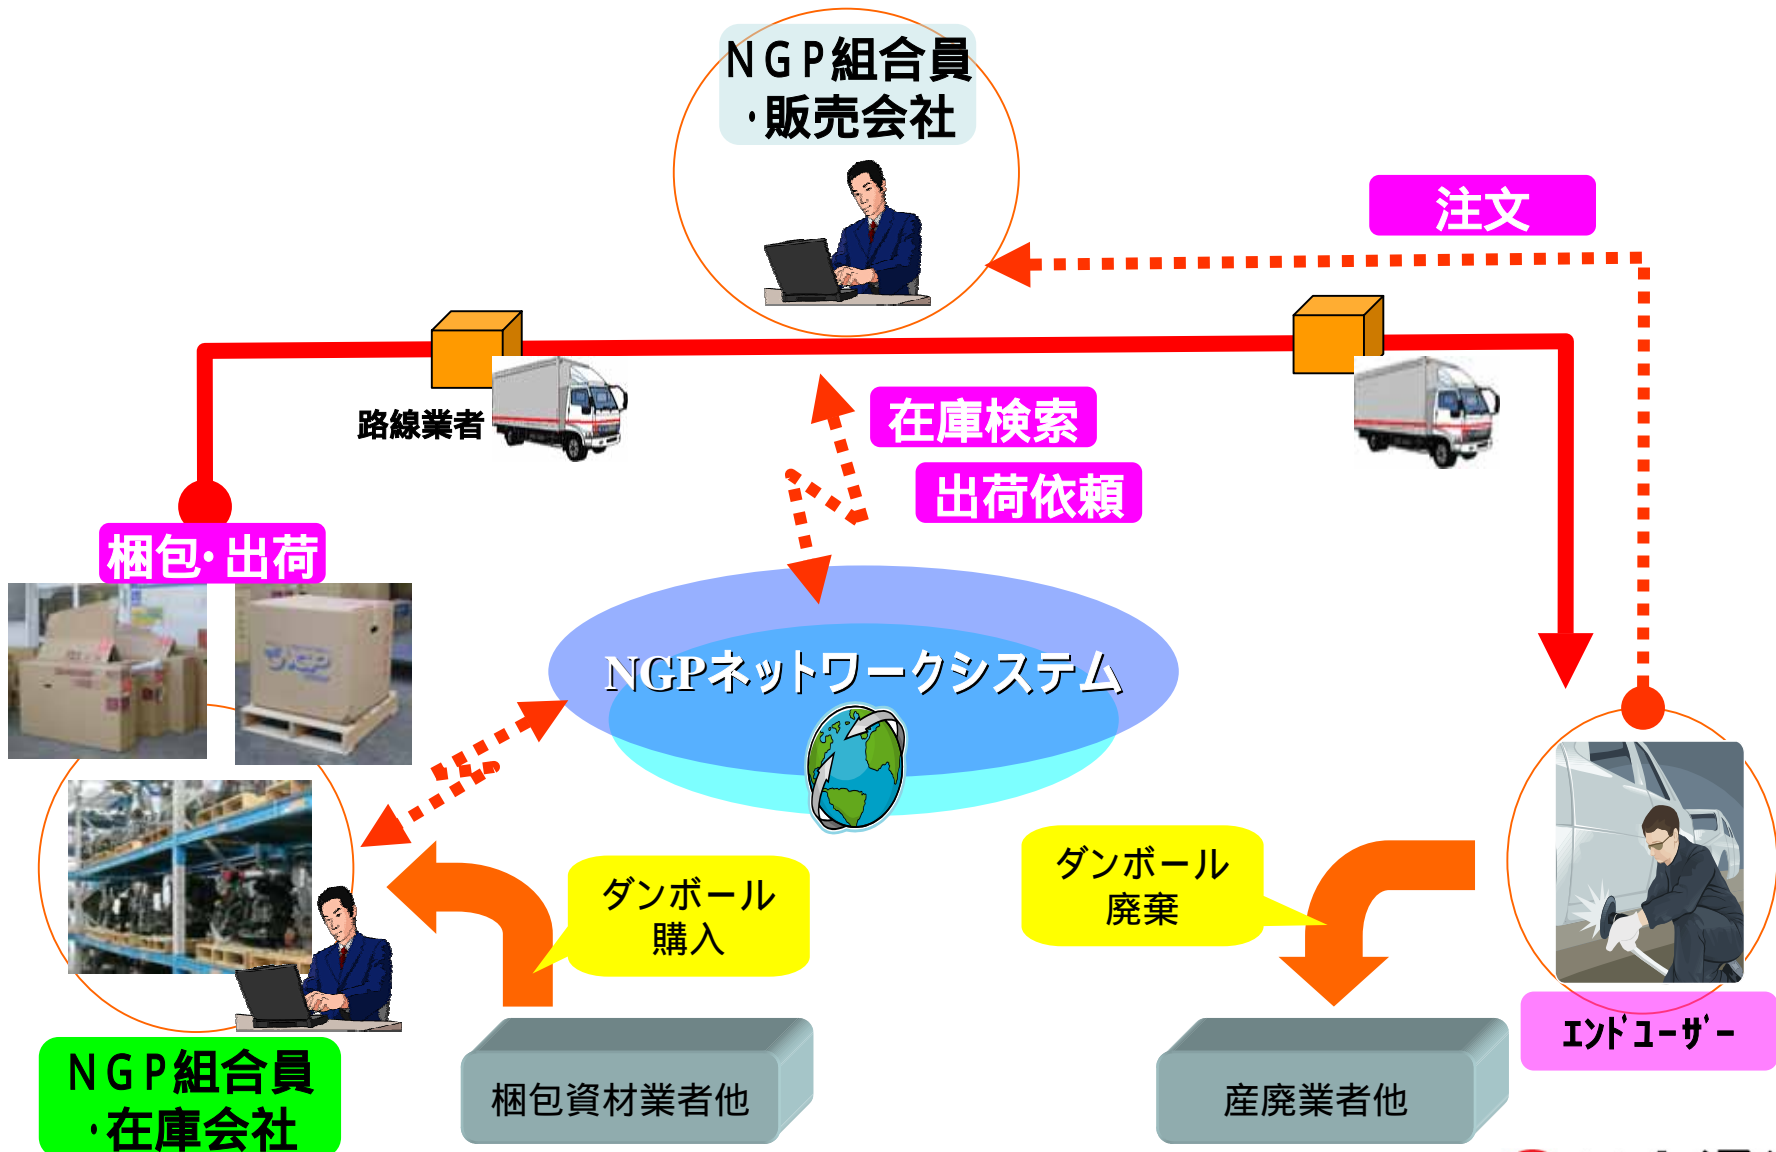 NGP組合員
・販売会社
注文
路線業者
在庫検索
出荷依頼
梱包・出荷
NGP
NGPネットワークシステム
ダンボール
購入
ダンボール
廃棄
エンドユーザー
NGP組合員
・在庫会社
梱包資材業者他
産廃業者他